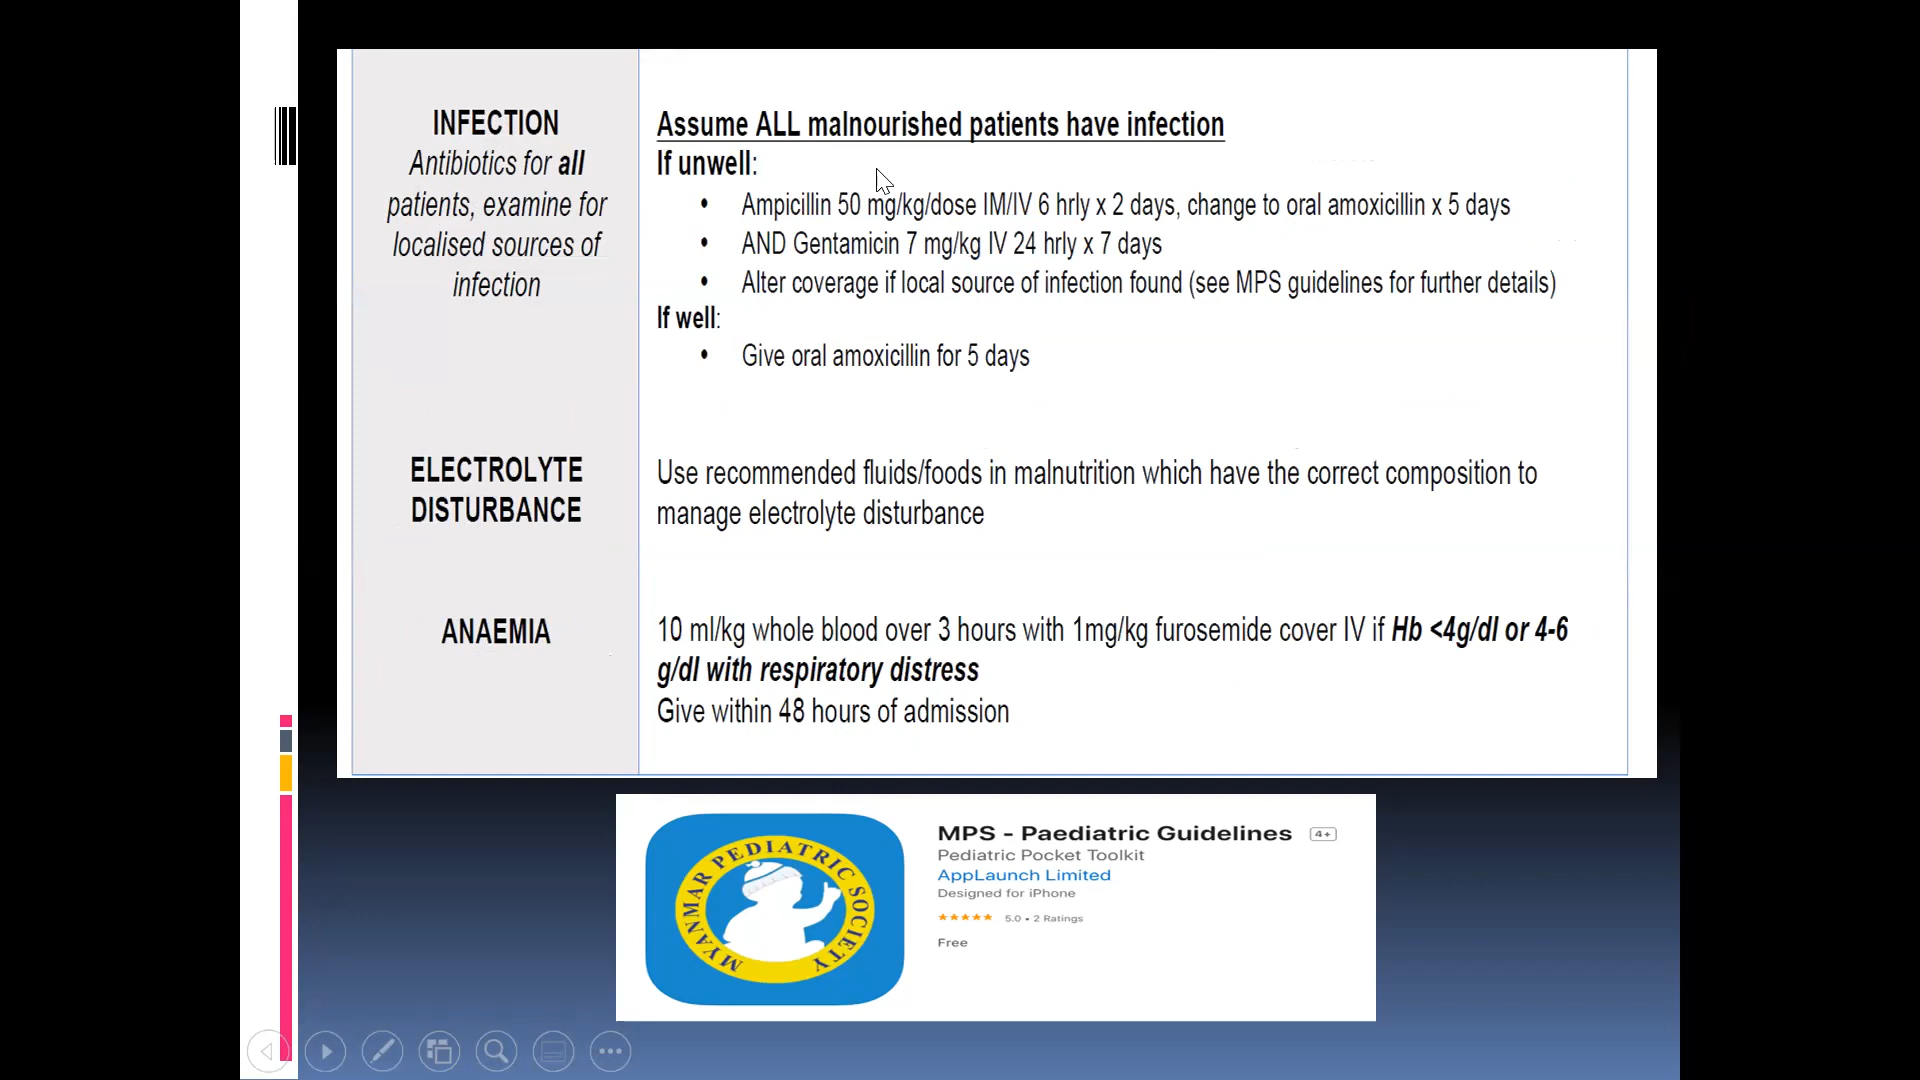 INFECTION
Antibiotics for all
patients, examine for
localised sources of
infection
Assume ALL malnourished patients have infection
If unwell:
• Ampicillin 50 mg/kg/dose IM/IV 6 hrly x 2 days, change to oral amoxicillin x 5 days
• AND Gentamicin 7 mg/kg IV 24 hrly x 7 days
• Alter coverage if local source of infection found (see MPS guidelines for further details)
If well:
• Give oral amoxicillin for 5 days
ELECTROLYTE
DISTURBANCE
Use recommended fluids/foods in malnutrition which have the correct composition to
manage electrolyte disturbance
ANAEMIA
10 ml/kg whole blood over 3 hours with 1mg/kg furosemide cover IV if Hb <4g/dl or 4-6
g/dl with respiratory distress
Give within 48 hours of admission
MYANMAR PEDIATRIC SOCIETY
MPS - Paediatric Guidelines 4+
Pediatric Pocket Toolkit
AppLaunch Limited
Designed for iPhone
★★★★★ 5.0 • 2 Ratings
Free